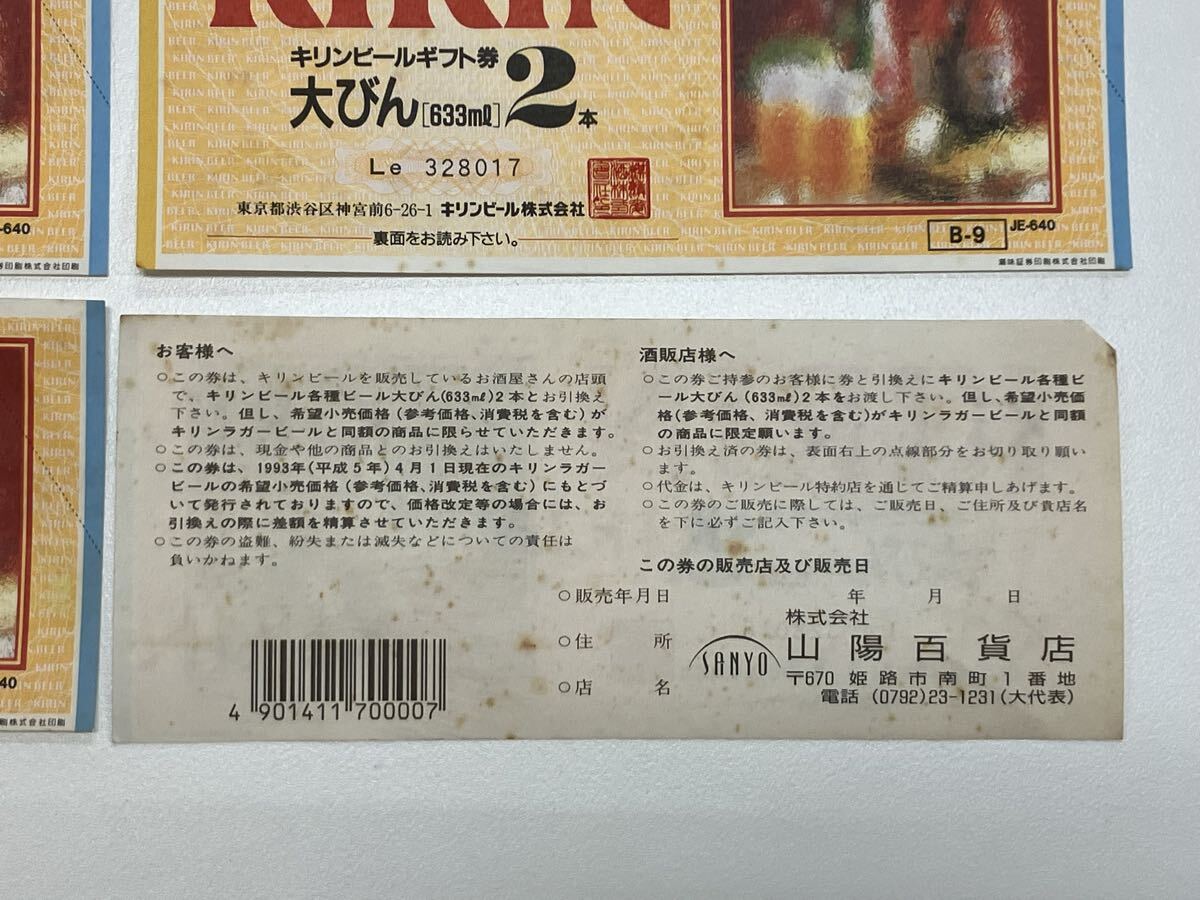 KIRIN
キリンビールギフト券
大びん[633mℓ]2本
Le 328017
東京都渋谷区神宮前6-26-1 キリンビール株式会社
裏面をお読み下さい。
B-9
JE-640
-640
券印刷株式会社印刷
40
刷株式会社印刷
お客様へ
○この券は、キリンビールを販売しているお酒屋さんの店頭
で、キリンビール各種ビール大びん(633mℓ)2本とお引換え
下さい。但し、希望小売価格(参考価格、消費税を含む)が
キリンラガービールと同額の商品に限らせていただきます。
○この券は、現金や他の商品とのお引換えはいたしません。
○この券は、1993年(平成5年)4月1日現在のキリンラガー
ビールの希望小売価格(参考価格、消費税を含む)にもとづ
いて発行されておりますので、価格改定等の場合には、お
引換えの際に差額を精算させていただきます。
○この券の盗難、紛失または滅失などについての責任は
負いかねます。
4 901411 700007
酒販店様へ
○この券ご持参のお客様に券と引換えにキリンビール各種ビ
ール大びん(633mℓ)2本をお渡し下さい。但し、希望小売価
格(参考価格、消費税を含む)がキリンラガービールと同額
の商品に限定願います。
○お引換え済の券は、表面右上の点線部分をお切り取り願い
ます。
○代金は、キリンビール特約店を通じてご精算申しあげます。
○この券のご販売に際しては、ご販売日、ご住所及び貴店名
を下に必ずご記入下さい。
この券の販売店及び販売日
○販売年月日 年 月 日
○住 所
○店 名
SANYO
株式会社
山陽百貨店
〒670 姫路市南町1番地
電話 (0792)23-1231(大代表)